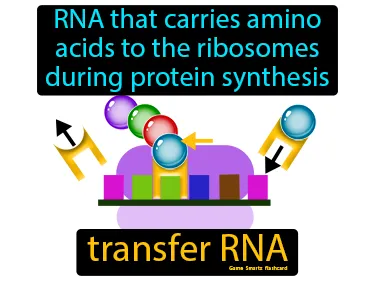 RNA that carries amino
acids to the ribosomes
during protein synthesis
transfer RNA
Game Smartz flashcard